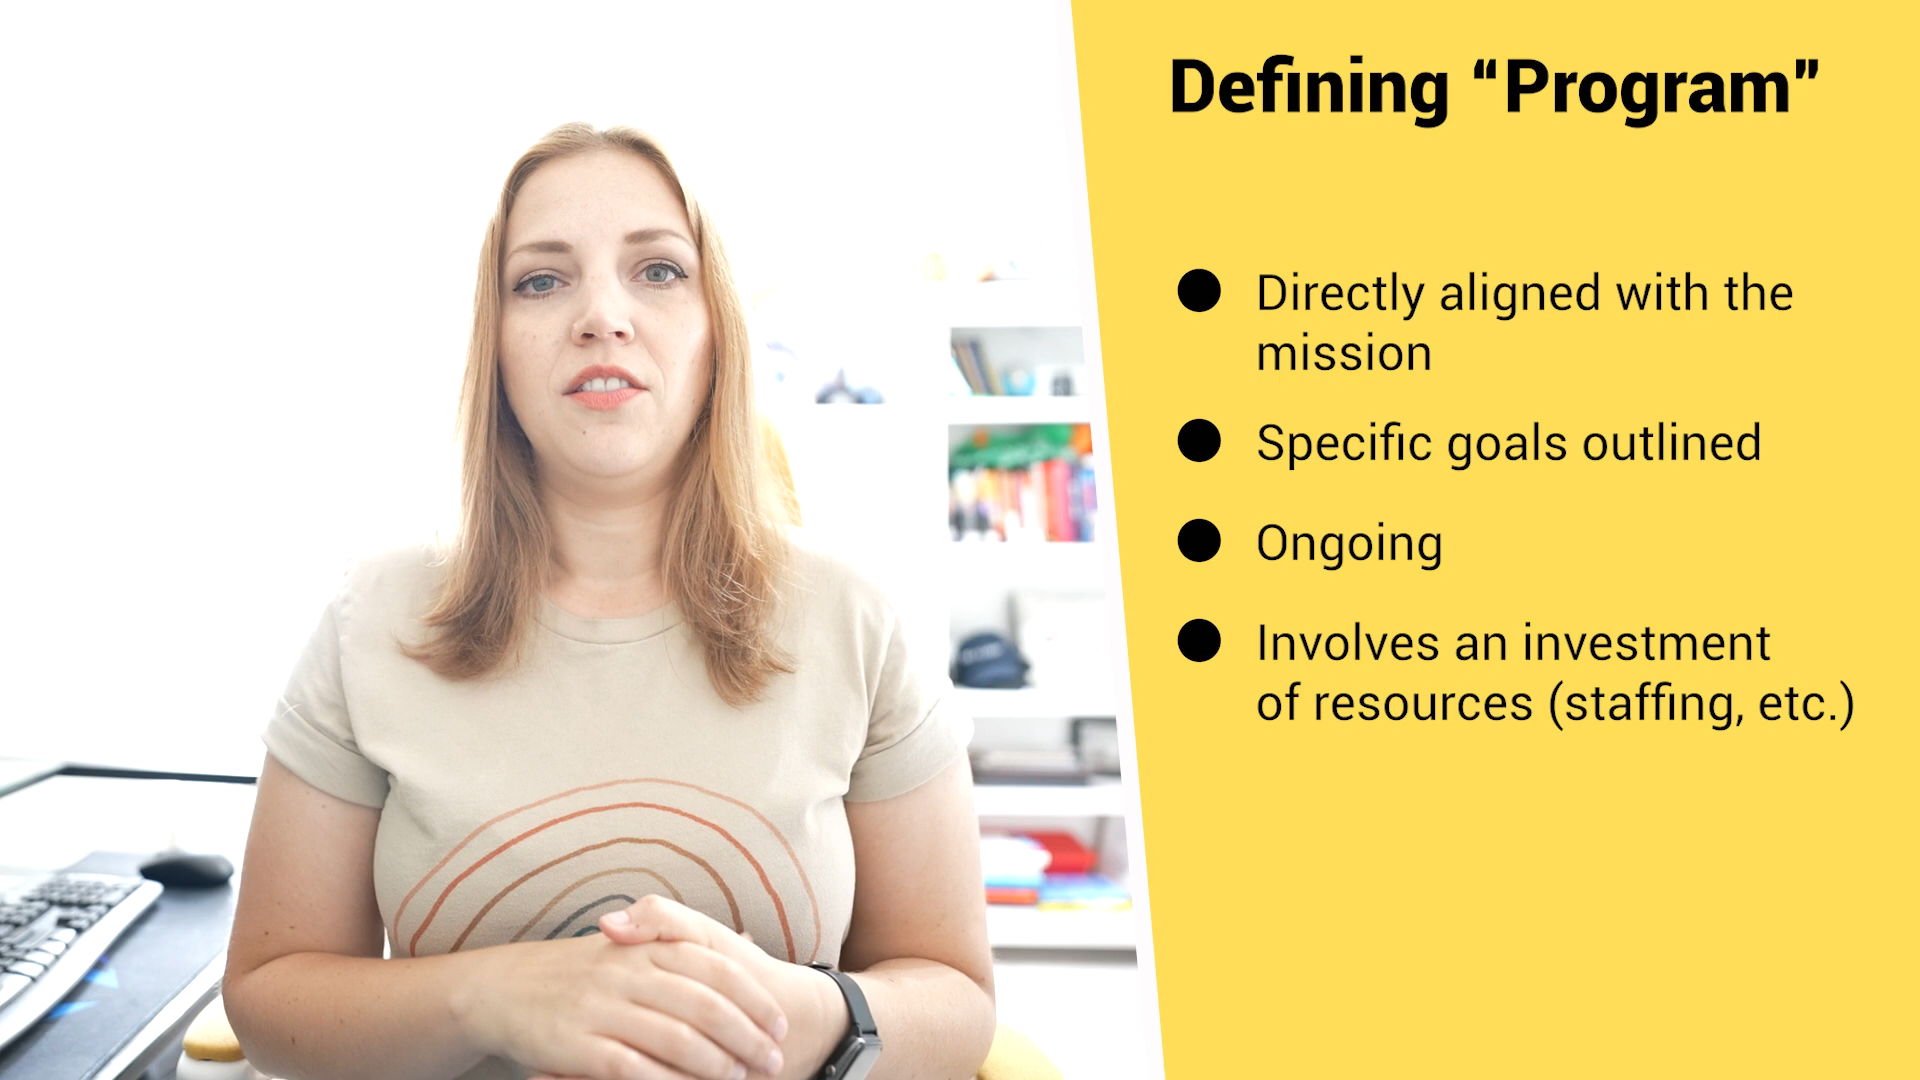 Defining “Program”
Directly aligned with the
mission
Specific goals outlined
Ongoing
Involves an investment
of resources (staffing, etc.)